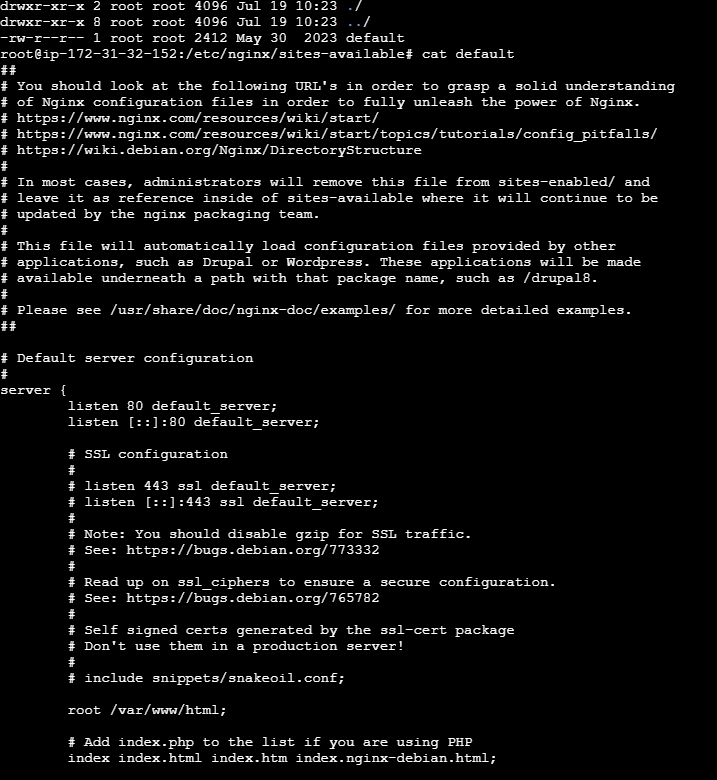 drwxr-xr-x 2 root root 4096 Jul 19 10:23 ./
drwxr-xr-x 8 root root 4096 Jul 19 10:23 ../
-rw-r--r-- 1 root root 2412 May 30  2023 default
root@ip-172-31-32-152:/etc/nginx/sites-available# cat default
##
# You should look at the following URL's in order to grasp a solid understanding
# of Nginx configuration files in order to fully unleash the power of Nginx.
# https://www.nginx.com/resources/wiki/start/
# https://www.nginx.com/resources/wiki/start/topics/tutorials/config_pitfalls/
# https://wiki.debian.org/Nginx/DirectoryStructure
#
# In most cases, administrators will remove this file from sites-enabled/ and
# leave it as reference inside of sites-available where it will continue to be
# updated by the nginx packaging team.
#
# This file will automatically load configuration files provided by other
# applications, such as Drupal or Wordpress. These applications will be made
# available underneath a path with that package name, such as /drupal8.
#
# Please see /usr/share/doc/nginx-doc/examples/ for more detailed examples.
##

# Default server configuration
#
server {
        listen 80 default_server;
        listen [::]:80 default_server;

        # SSL configuration
        #
        # listen 443 ssl default_server;
        # listen [::]:443 ssl default_server;
        #
        # Note: You should disable gzip for SSL traffic.
        # See: https://bugs.debian.org/773332
        #
        # Read up on ssl_ciphers to ensure a secure configuration.
        # See: https://bugs.debian.org/765782
        #
        # Self signed certs generated by the ssl-cert package
        # Don't use them in a production server!
        #
        # include snippets/snakeoil.conf;

        root /var/www/html;

        # Add index.php to the list if you are using PHP
        index index.html index.htm index.nginx-debian.html;